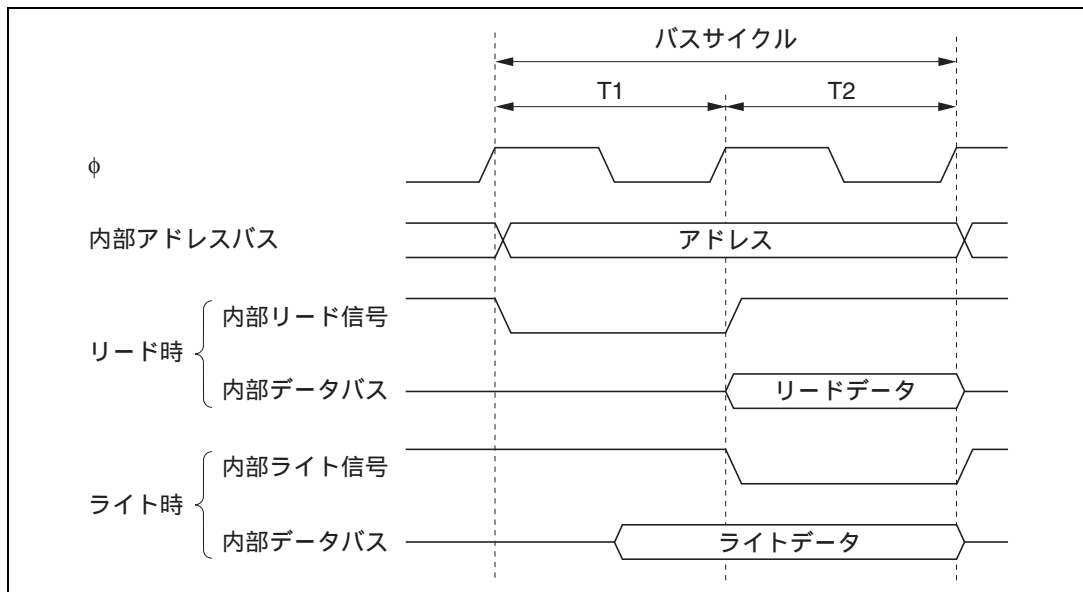 バスサイクル
T1
T2
φ
内部アドレスバス
アドレス
リード時
内部リード信号
内部データバス
リードデータ
ライト時
内部ライト信号
内部データバス
ライトデータ